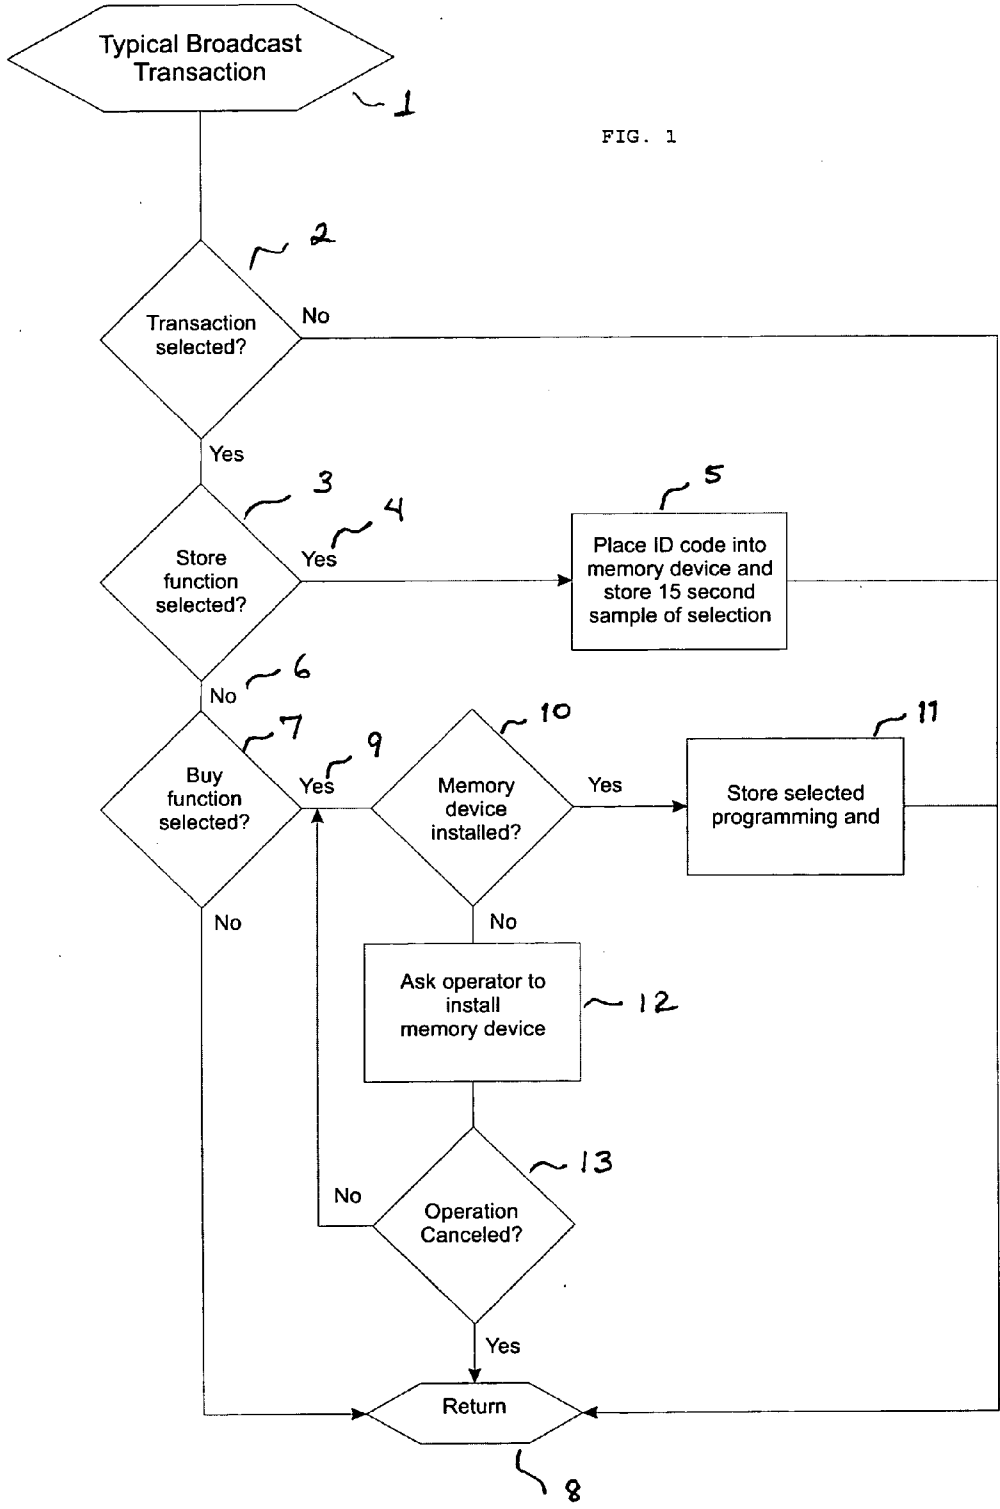 Typical Broadcast
Transaction
1
FIG. 1
2
Transaction
selected?
No
Yes
3
4
5
Store
function
selected?
Yes
Place ID code into
memory device and
store 15 second
sample of selection
No
6
7
9
10
11
Buy
function
selected?
Yes
Memory
device
installed?
Yes
Store selected
programming and
No
No
Ask operator to
install
memory device
12
13
No
Operation
Canceled?
Yes
Return
8